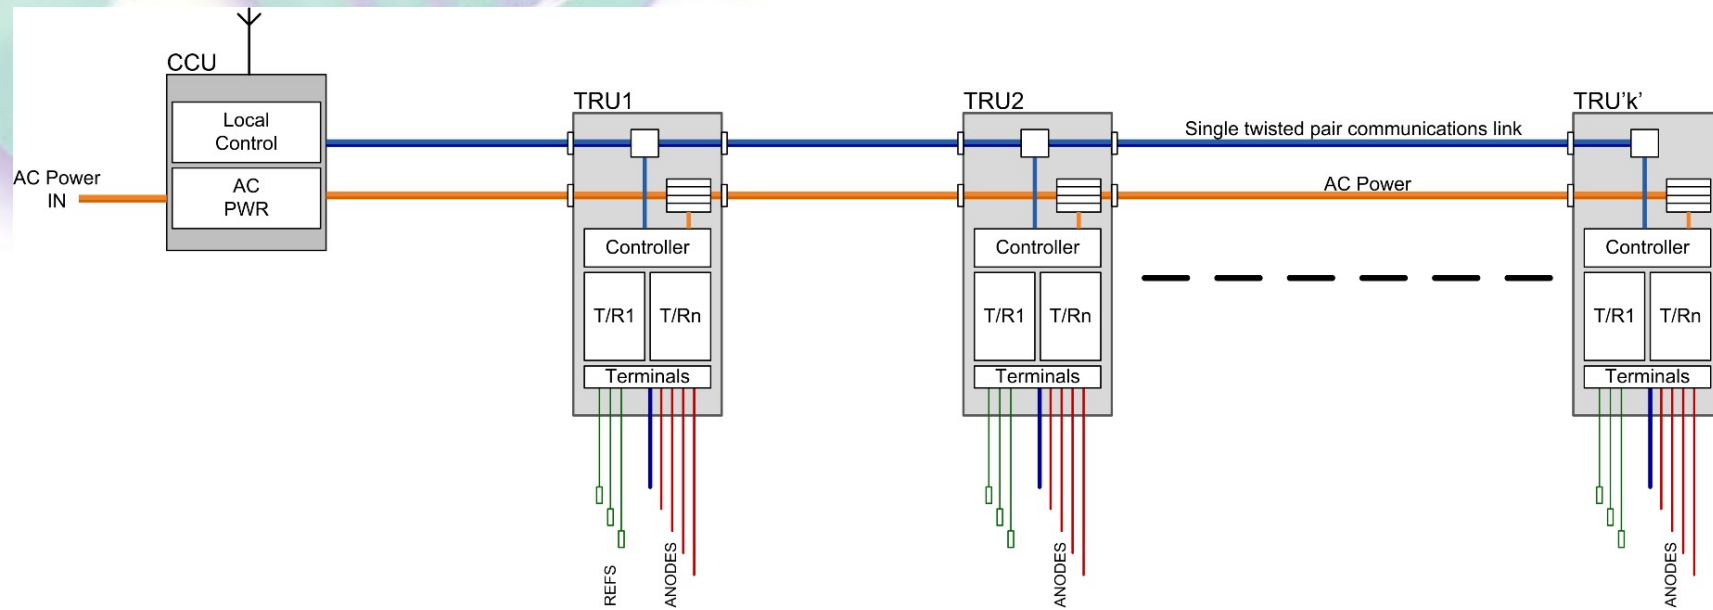 CCU
Local
Control
AC
PWR
AC Power
IN
TRU1
Controller
T/R1
T/Rn
Terminals
REFS
ANODES
TRU2
Controller
T/R1
T/Rn
Terminals
ANODES
Single twisted pair communications link
AC Power
TRU'k'
Controller
T/R1
T/Rn
Terminals
ANODES